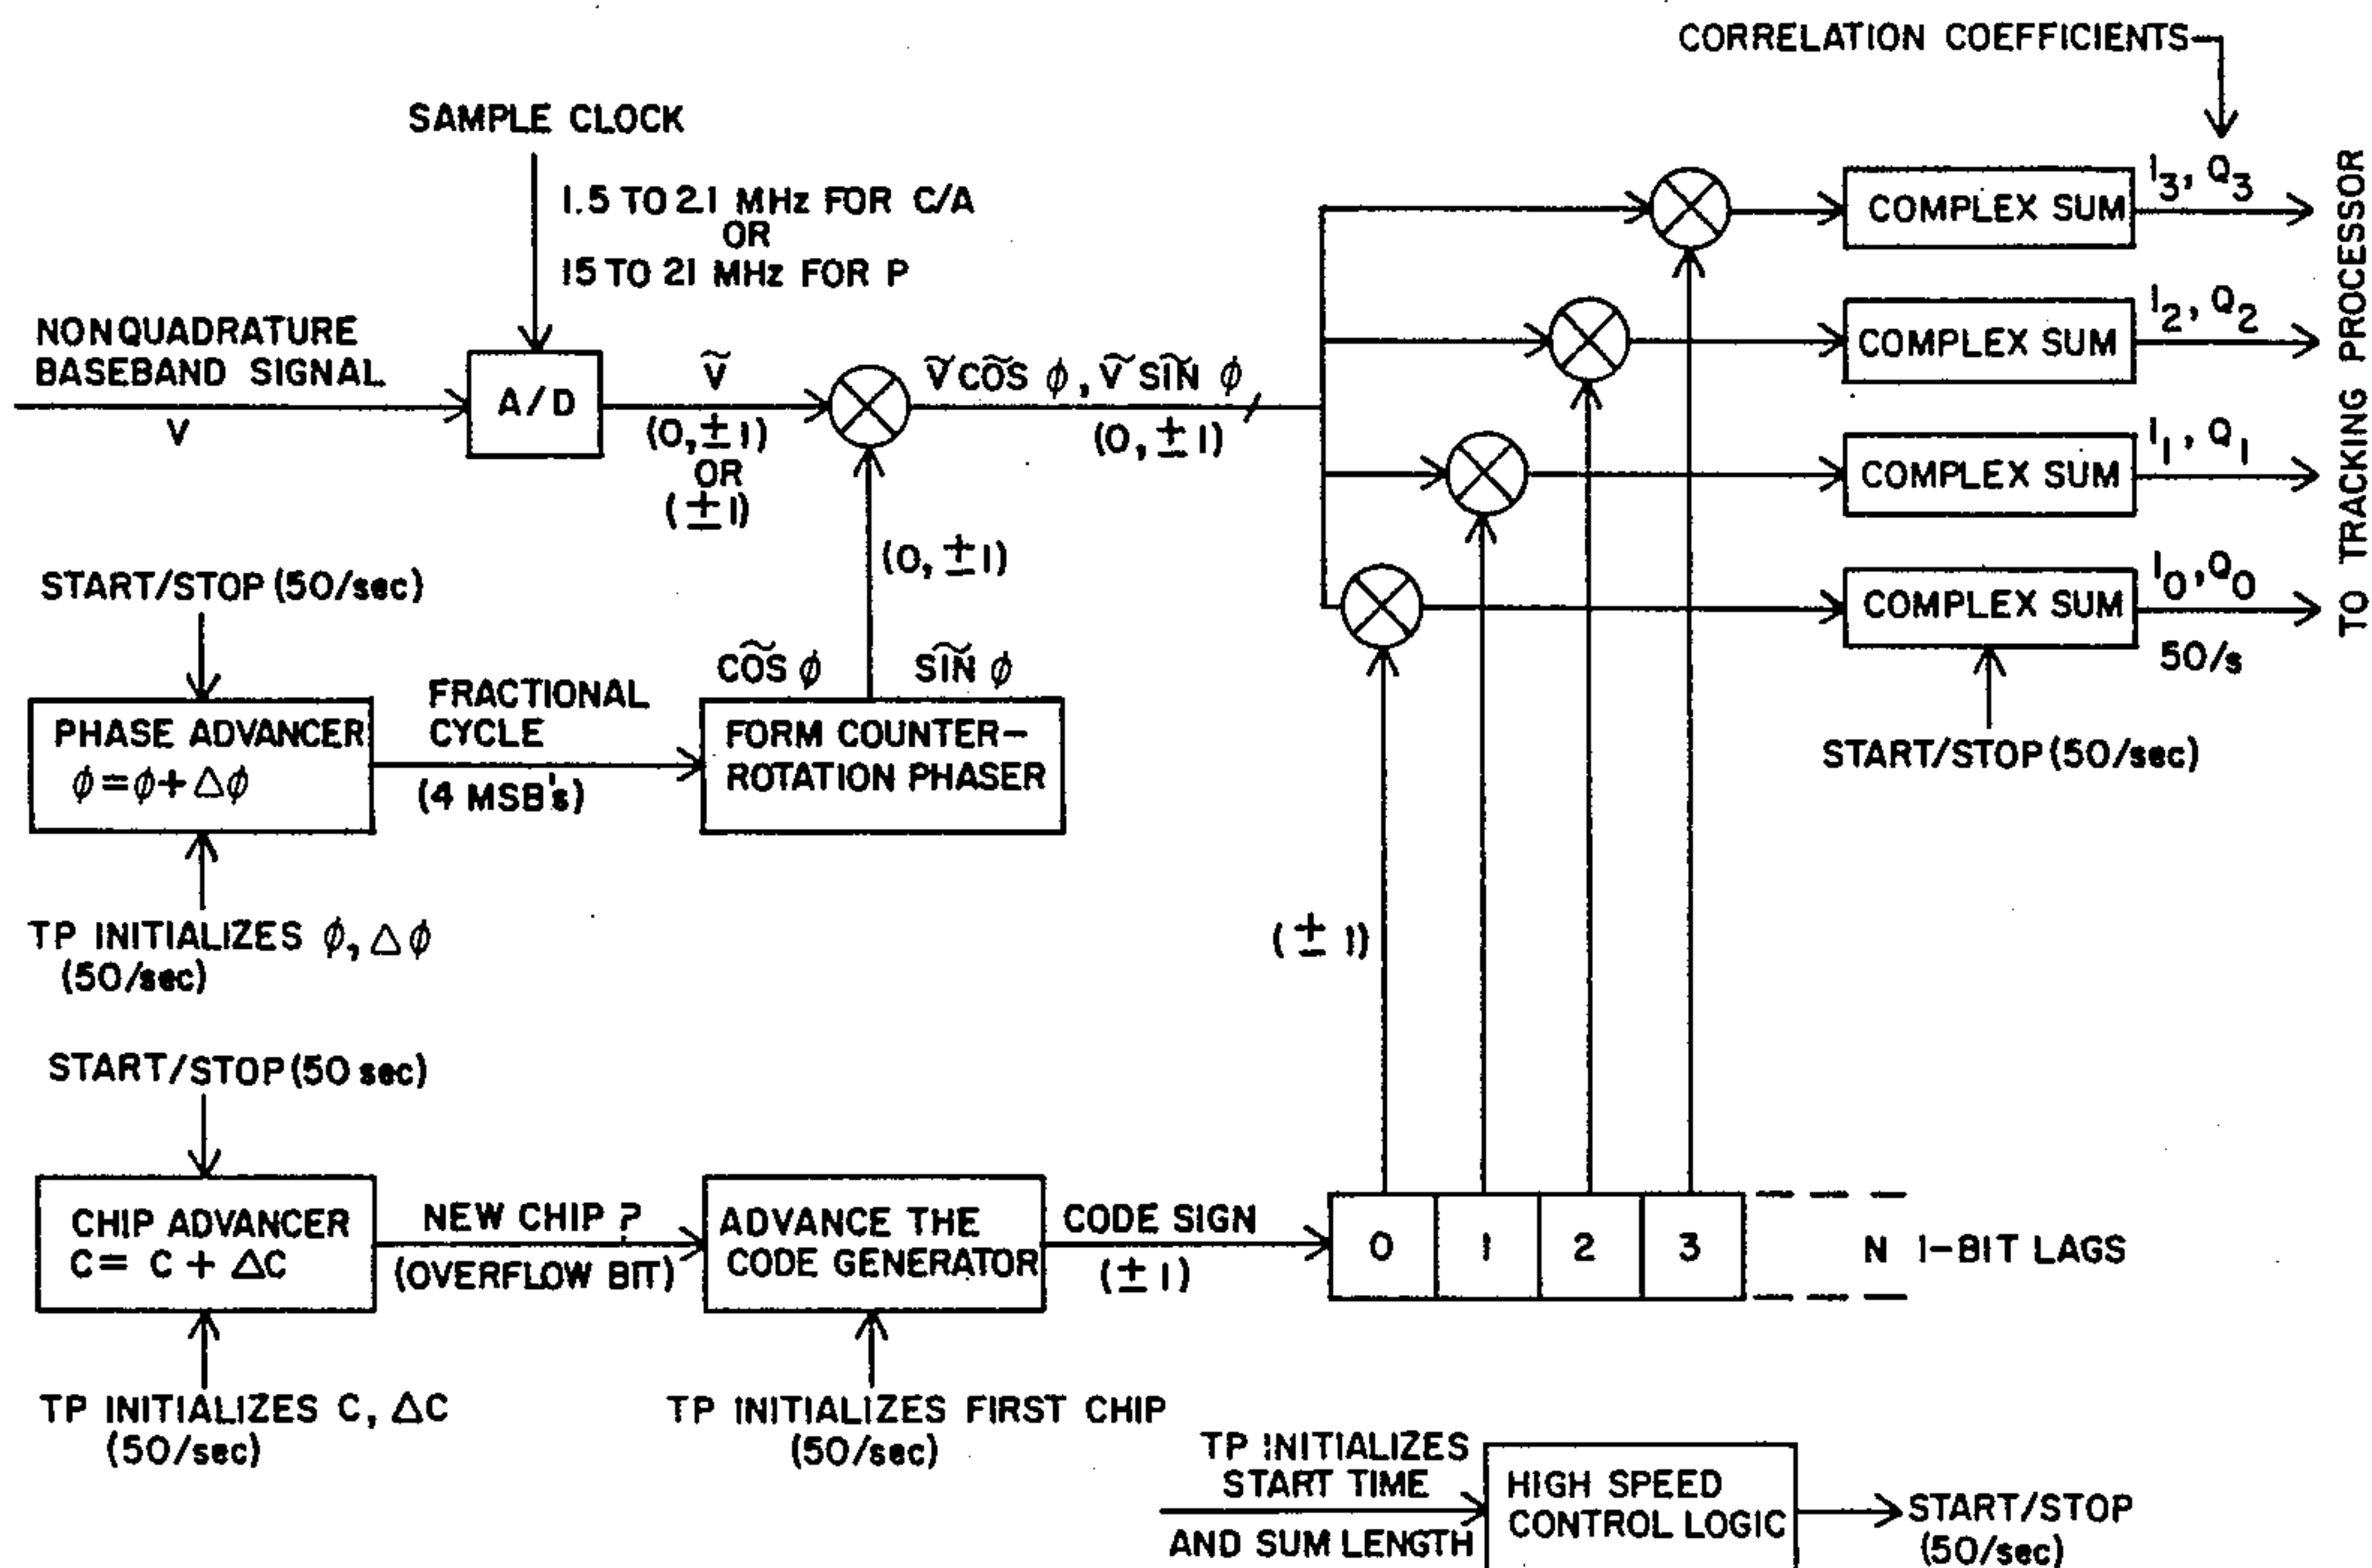 CORRELATION COEFFICIENTS
SAMPLE CLOCK
1.5 TO 2.1 MHz FOR C/A
OR
15 TO 21 MHz FOR P
NONQUADRATURE
BASEBAND SIGNAL
V
A/D
Ṽ
(0, ±1)
OR
(±1)
Ṽ CO͂S ϕ, Ṽ SI͂N ϕ
(0, ±1)
COMPLEX SUM
I3, Q3
COMPLEX SUM
I2, Q2
COMPLEX SUM
I1, Q1
COMPLEX SUM
I0, Q0
50/s
TO TRACKING PROCESSOR
START/STOP (50/sec)
(0, ±1)
START/STOP (50/sec)
PHASE ADVANCER
ϕ=ϕ+Δϕ
FRACTIONAL
CYCLE
(4 MSB's)
CO͂S ϕ
SI͂N ϕ
FORM COUNTER-
ROTATION PHASER
TP INITIALIZES ϕ, Δϕ
(50/sec)
(± 1)
START/STOP (50 sec)
CHIP ADVANCER
C= C + ΔC
NEW CHIP ?
(OVERFLOW BIT)
ADVANCE THE
CODE GENERATOR
CODE SIGN
(± 1)
0 1 2 3
N 1-BIT LAGS
TP INITIALIZES C, ΔC
(50/sec)
TP INITIALIZES FIRST CHIP
(50/sec)
TP INITIALIZES
START TIME
AND SUM LENGTH
HIGH SPEED
CONTROL LOGIC
START/STOP
(50/sec)